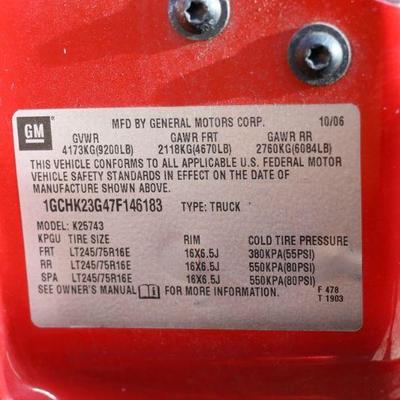 GM
MFD BY GENERAL MOTORS CORP. 10/06
GVWR GAWR FRT GAWR RR
4173KG(9200LB) 2118KG(4670LB) 2760KG(6084LB)
THIS VEHICLE CONFORMS TO ALL APPLICABLE U.S. FEDERAL MOTOR
VEHICLE SAFETY STANDARDS IN EFFECT ON THE DATE OF
MANUFACTURE SHOWN ABOVE.
1GCHK23G47F146183 TYPE: TRUCK
MODEL: K25743
KPGU TIRE SIZE RIM COLD TIRE PRESSURE
FRT LT245/75R16E 16X6.5J 380KPA(55PSI)
RR LT245/75R16E 16X6.5J 550KPA(80PSI)
SPA LT245/75R16E 16X6.5J 550KPA(80PSI)
SEE OWNER'S MANUAL FOR MORE INFORMATION. F 478
T 1903